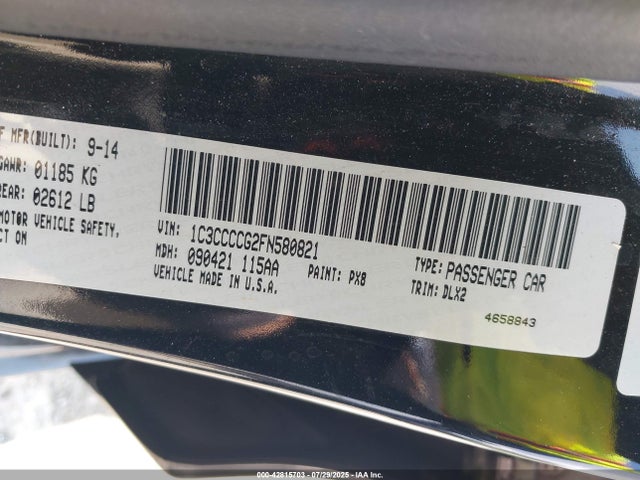 F MFR(BUILT): 9-14
GAWR: 01185 KG
REAR: 02612 LB
MOTOR VEHICLE SAFETY,
CT ON
VIN: 1C3CCCCG2FN580821
TYPE: PASSENGER CAR
MDH: 090421 115AA
PAINT: PX8
TRIM: DLX2
VEHICLE MADE IN U.S.A.
4658843
000-42815703 - 07/29/2025 - IAA Inc.